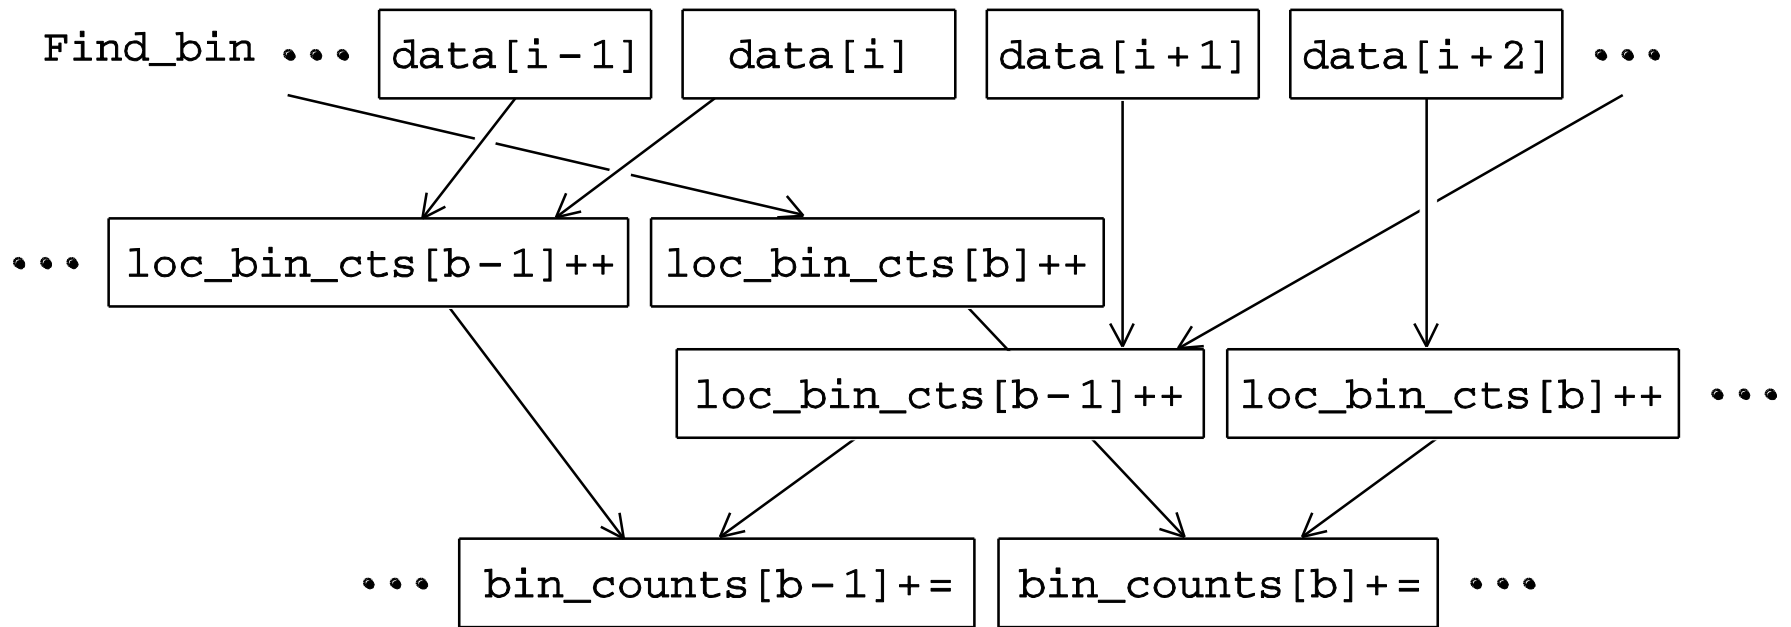 Find_bin ••• data[i-1] data[i] data[i+1] data[i+2] •••
••• loc_bin_cts[b-1]++ loc_bin_cts[b]++
loc_bin_cts[b-1]++ loc_bin_cts[b]++ •••
••• bin_counts[b-1]+= bin_counts[b]+= •••